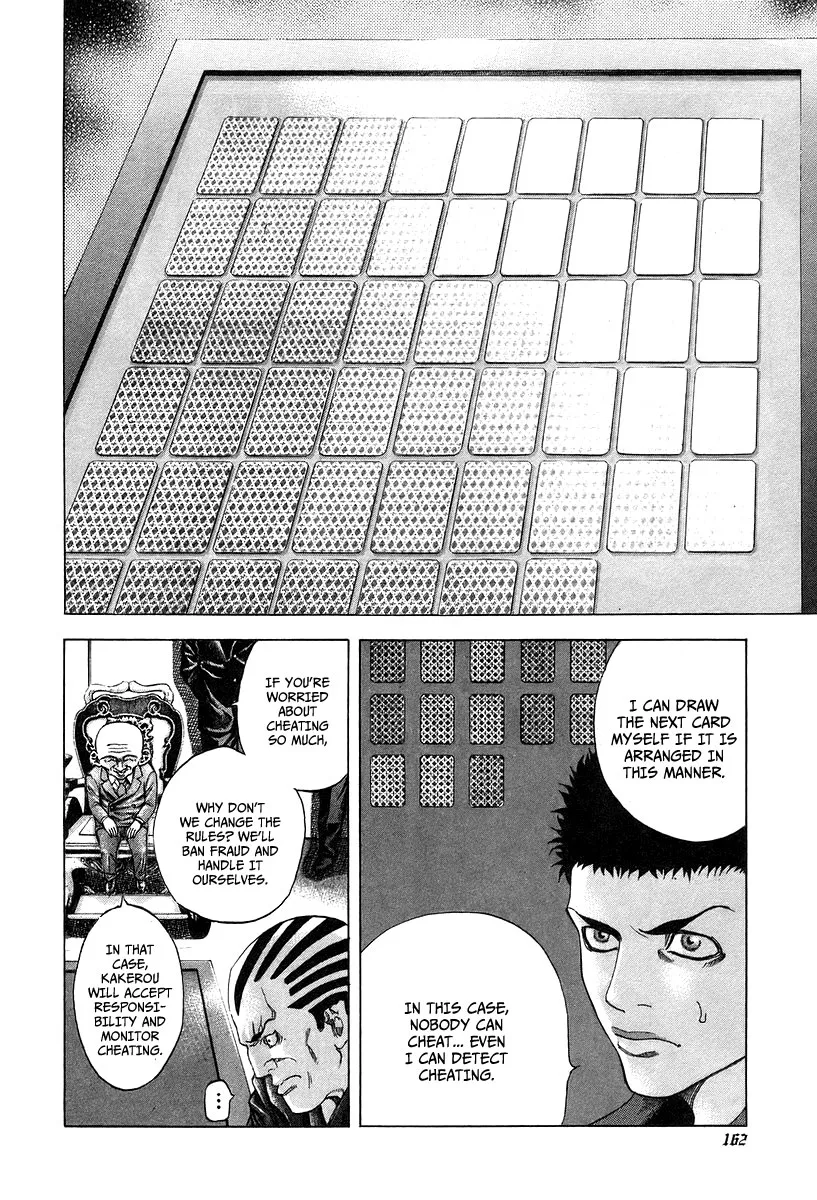 I CAN DRAW
THE NEXT CARD
MYSELF IF IT IS
ARRANGED IN
THIS MANNER.
IN THIS CASE,
NOBODY CAN
CHEAT... EVEN
I CAN DETECT
CHEATING.
IF YOU'RE
WORRIED
ABOUT
CHEATING
SO MUCH,
WHY DON'T
WE CHANGE THE
RULES? WE'LL
BAN FRAUD AND
HANDLE IT
OURSELVES.
IN THAT
CASE,
KAKEROU
WILL ACCEPT
RESPONSI-
BILITY AND
MONITOR
CHEATING.
...
162